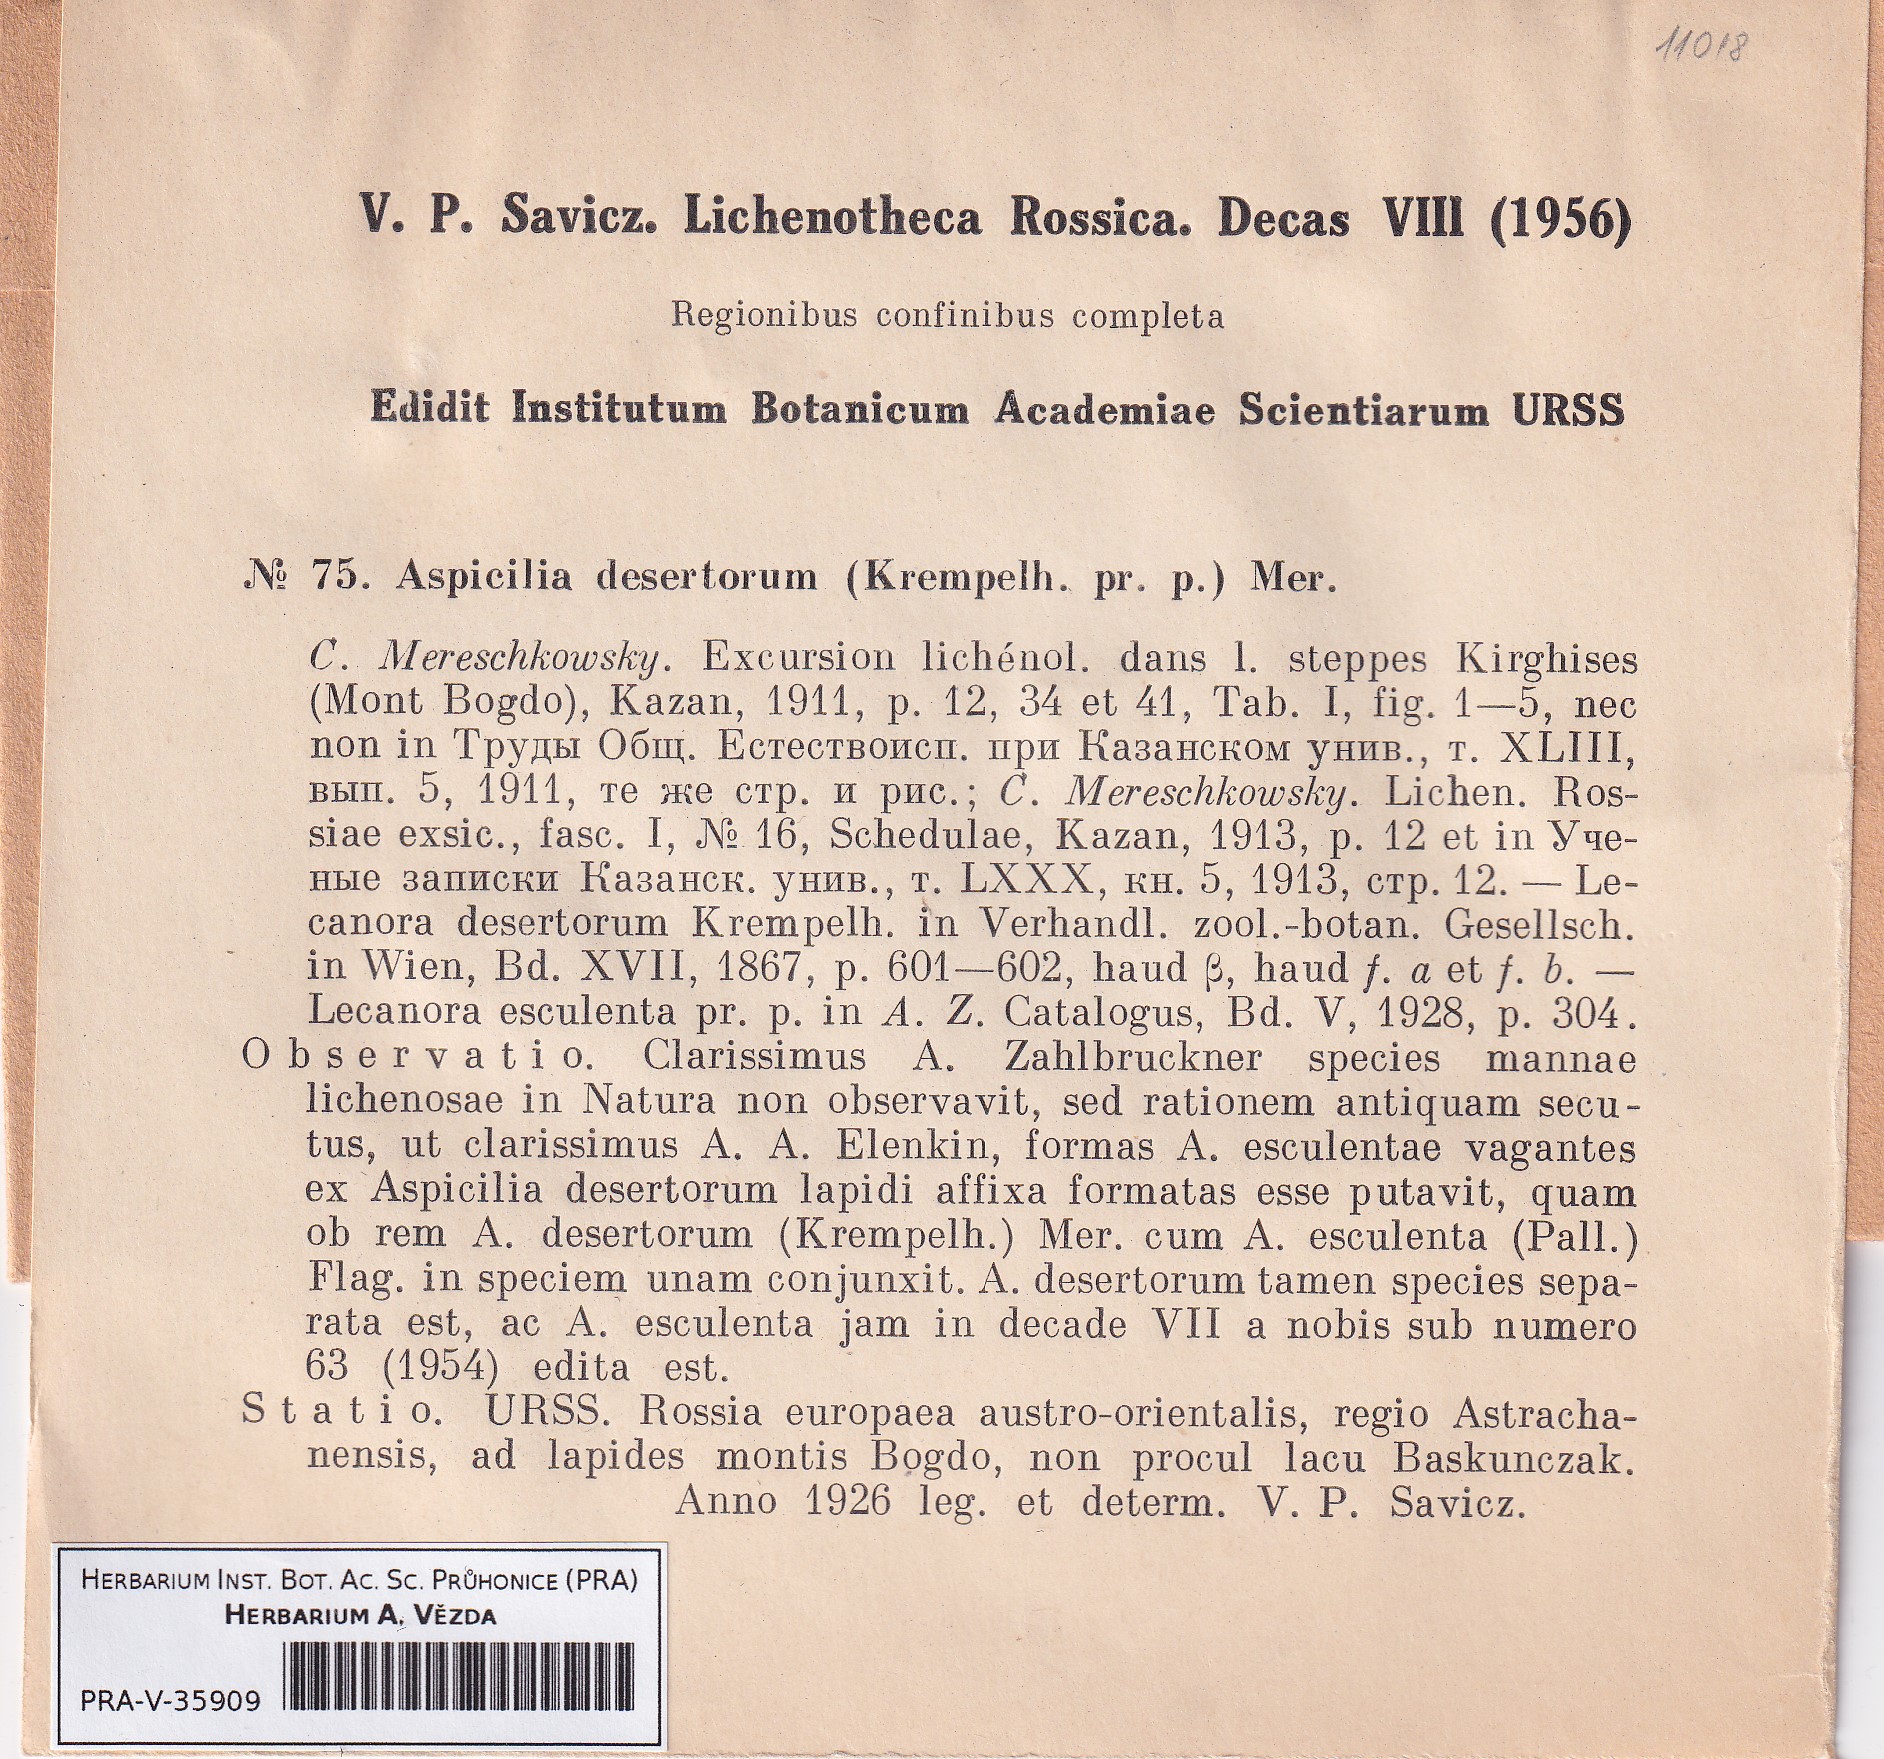 11018
V. P. Savicz. Lichenotheca Rossica. Decas VIII (1956)
Regionibus confinibus completa
Edidit Institutum Botanicum Academiae Scientiarum URSS
№ 75. Aspicilia desertorum (Krempelh. pr. p.) Mer.
C. Mereschkowsky. Excursion lichénol. dans l. steppes Kirghises
(Mont Bogdo), Kazan, 1911, p. 12, 34 et 41, Tab. I, fig. 1—5, nec
non in Труды Общ. Естествоисп. при Казанском унив., т. XLIII,
вып. 5, 1911, те же стр. и рис.; C. Mereschkowsky. Lichen. Ros-
siae exsic., fasc. I, № 16, Schedulae, Kazan, 1913, p. 12 et in Уче-
ные записки Казанск. унив., т. LXXX, кн. 5, 1913, стр. 12. — Le-
canora desertorum Krempelh. in Verhandl. zool.-botan. Gesellsch.
in Wien, Bd. XVII, 1867, p. 601—602, haud β, haud f. a et f. b. —
Lecanora esculenta pr. p. in A. Z. Catalogus, Bd. V, 1928, p. 304.
Observatio. Clarissimus A. Zahlbruckner species mannae
lichenosae in Natura non observavit, sed rationem antiquam secu-
tus, ut clarissimus A. A. Elenkin, formas A. esculentae vagantes
ex Aspicilia desertorum lapidi affixa formatas esse putavit, quam
ob rem A. desertorum (Krempelh.) Mer. cum A. esculenta (Pall.)
Flag. in speciem unam conjunxit. A. desertorum tamen species sepa-
rata est, ac A. esculenta jam in decade VII a nobis sub numero
63 (1954) edita est.
Statio. URSS. Rossia europaea austro-orientalis, regio Astracha-
nensis, ad lapides montis Bogdo, non procul lacu Baskunczak.
Anno 1926 leg. et determ. V. P. Savicz.
HERBARIUM INST. BOT. AC. SC. PRŮHONICE (PRA)
HERBARIUM A. VĚZDA
PRA-V-35909